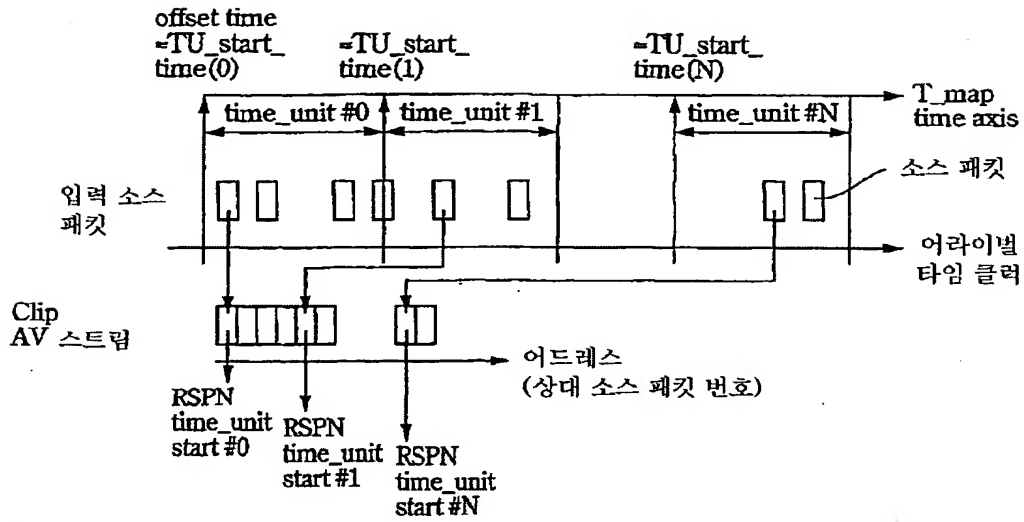 offset time
=TU_start_
time(0)
=TU_start_
time(1)
=TU_start_
time(N)
T_map
time axis
time_unit #0
time_unit #1
time_unit #N
입력 소스
패킷
소스 패킷
어라이벌
타임 클럭
Clip
AV 스트림
어드레스
(상대 소스 패킷 번호)
RSPN
time_unit
start #0
RSPN
time_unit
start #1
RSPN
time_unit
start #N